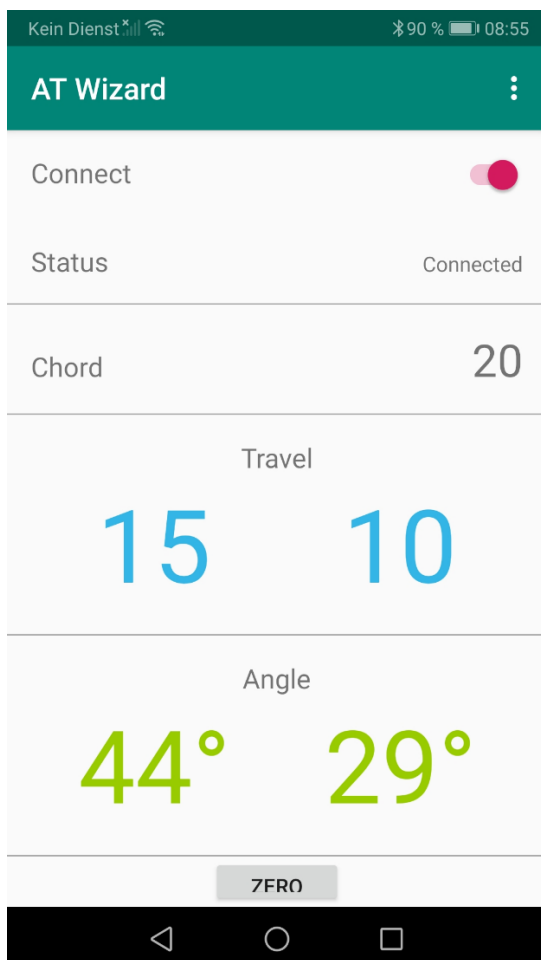 Kein Dienst 90 % 08:55
AT Wizard
Connect
Status Connected
Chord 20
Travel
15 10
Angle
44° 29°
ZERO